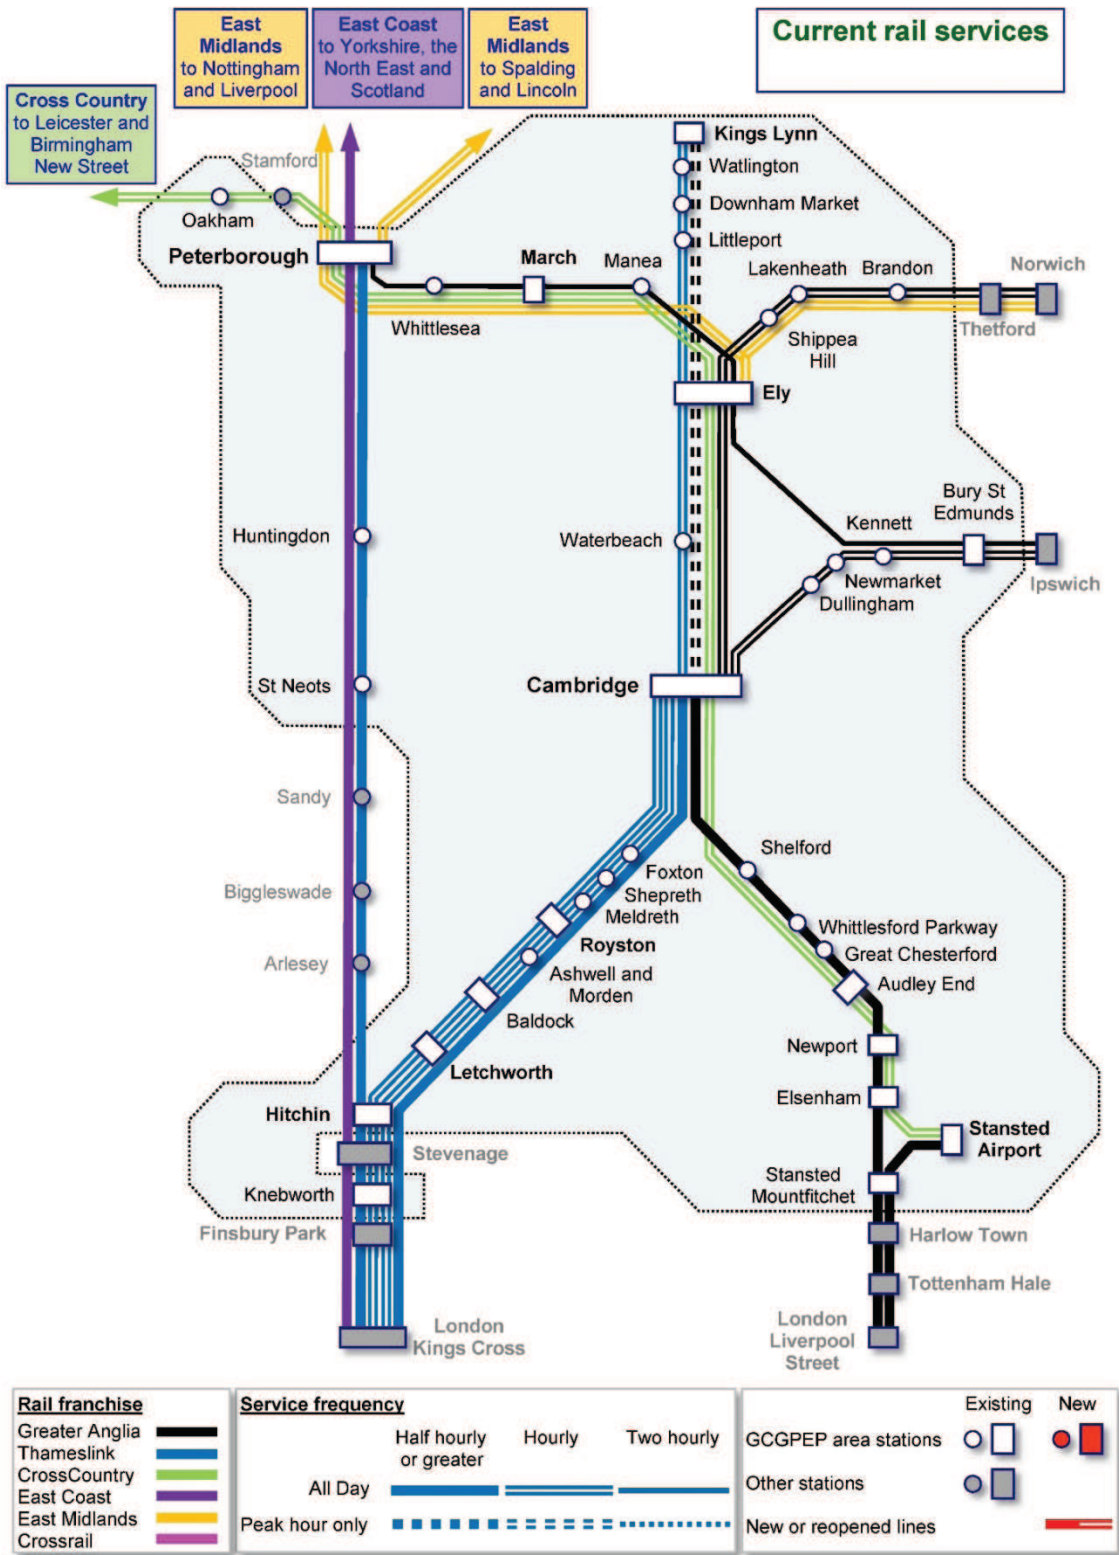 East
Midlands
to Nottingham
and Liverpool
East Coast
to Yorkshire, the
North East and
Scotland
East
Midlands
to Spalding
and Lincoln
Current rail services
Cross Country
to Leicester and
Birmingham
New Street
Stamford
Oakham
Peterborough
Kings Lynn
Watlington
Downham Market
Littleport
March
Manea
Whittlesea
Lakenheath
Brandon
Norwich
Thetford
Shippea
Hill
Ely
Huntingdon
Waterbeach
Kennett
Bury St
Edmunds
Newmarket
Dullingham
Ipswich
St Neots
Cambridge
Sandy
Biggleswade
Arlesey
Foxton
Shepreth
Meldreth
Royston
Ashwell and
Morden
Baldock
Letchworth
Shelford
Whittlesford Parkway
Great Chesterford
Audley End
Newport
Elsenham
Stansted
Airport
Stansted
Mountfitchet
Hitchin
Stevenage
Knebworth
Finsbury Park
London
Kings Cross
Harlow Town
Tottenham Hale
London
Liverpool
Street
Rail franchise
Greater Anglia
Thameslink
CrossCountry
East Coast
East Midlands
Crossrail
Service frequency
Half hourly
or greater
Hourly
Two hourly
All Day
Peak hour only
Existing
New
GCGPEP area stations
Other stations
New or reopened lines